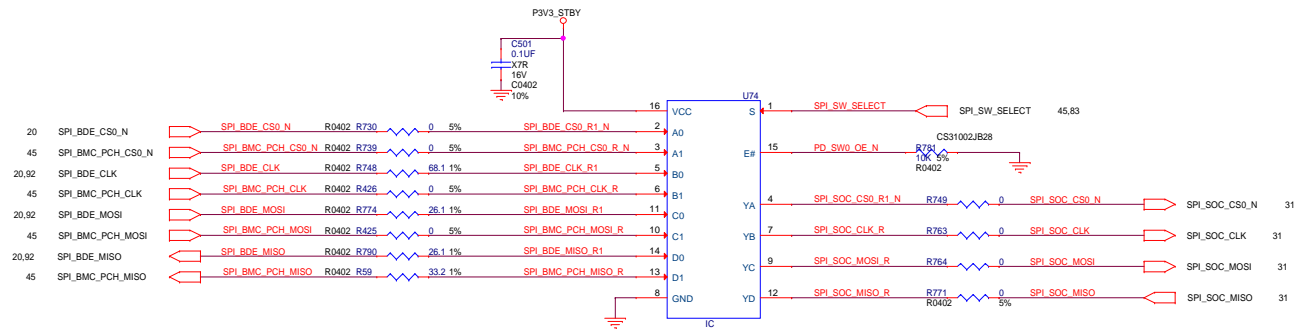 P3V3_STBY
C501
0.1UF
X7R
16V
C0402
10%
U74
16 VCC S 1 SPI_SW_SELECT SPI_SW_SELECT 45,83
20 SPI_BDE_CS0_N SPI_BDE_CS0_N R0402 R730 0 5% SPI_BDE_CS0_R1_N 2 A0
CS31002JB28
45 SPI_BMC_PCH_CS0_N SPI_BMC_PCH_CS0_N R0402 R739 0 5% SPI_BMC_PCH_CS0_R_N 3 A1 E# 15 PD_SW0_OE_N R781
10K 5%
R0402
20,92 SPI_BDE_CLK SPI_BDE_CLK R0402 R748 68.1 1% SPI_BDE_CLK_R1 5 B0
45 SPI_BMC_PCH_CLK SPI_BMC_PCH_CLK R0402 R426 0 5% SPI_BMC_PCH_CLK_R 6 B1
YA 4 SPI_SOC_CS0_R1_N R749 0 SPI_SOC_CS0_N SPI_SOC_CS0_N 31
20,92 SPI_BDE_MOSI SPI_BDE_MOSI R0402 R774 26.1 1% SPI_BDE_MOSI_R1 11 C0
45 SPI_BMC_PCH_MOSI SPI_BMC_PCH_MOSI R0402 R425 0 5% SPI_BMC_PCH_MOSI_R 10 C1 YB 7 SPI_SOC_CLK_R R763 0 SPI_SOC_CLK SPI_SOC_CLK 31
20,92 SPI_BDE_MISO SPI_BDE_MISO R0402 R790 26.1 1% SPI_BDE_MISO_R1 14 D0
YC 9 SPI_SOC_MOSI_R R764 0 SPI_SOC_MOSI SPI_SOC_MOSI 31
45 SPI_BMC_PCH_MISO SPI_BMC_PCH_MISO R0402 R59 33.2 1% SPI_BMC_PCH_MISO_R 13 D1
8 GND YD 12 SPI_SOC_MISO_R R771 0 SPI_SOC_MISO SPI_SOC_MISO 31
R0402 5%
IC